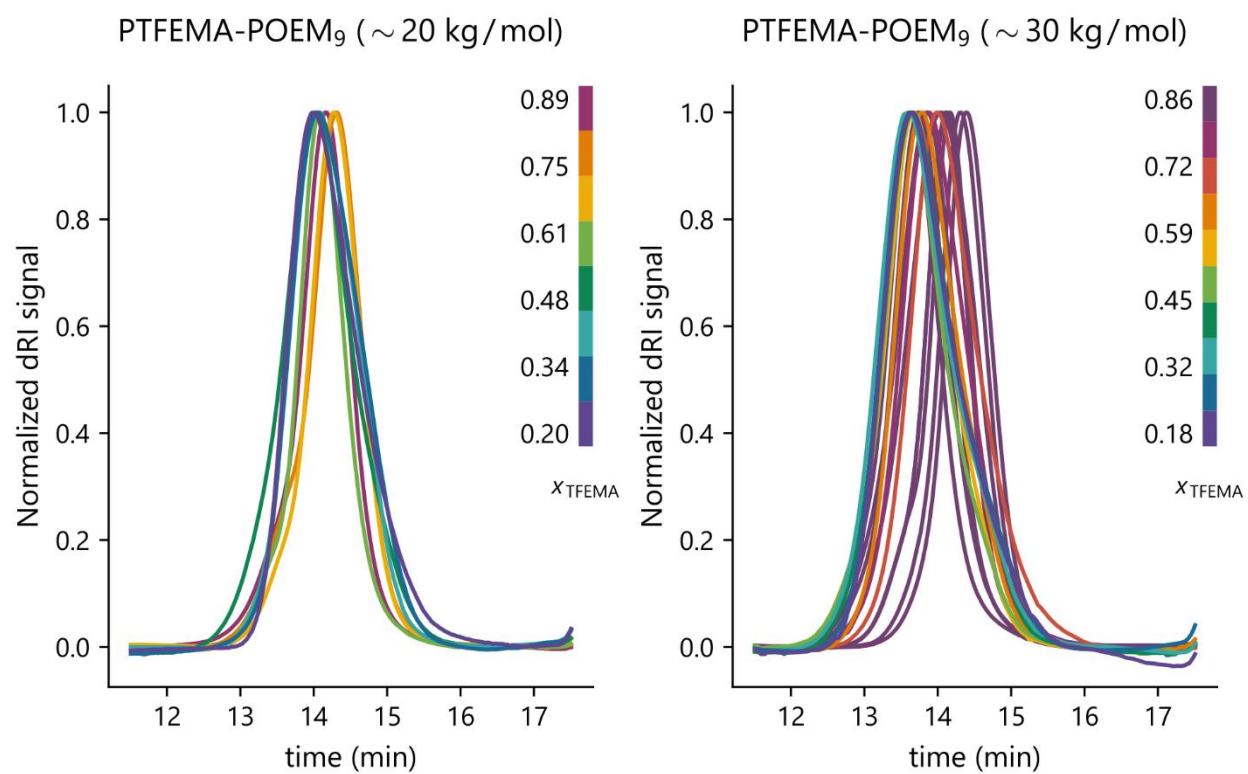 PTFEMA-POEM₉ (∼20 kg/mol)
Normalized dRI signal
1.0
0.8
0.6
0.4
0.2
0.0
12 13 14 15 16 17
time (min)
0.89
0.75
0.61
0.48
0.34
0.20
xTFEMA
PTFEMA-POEM₉ (∼30 kg/mol)
Normalized dRI signal
1.0
0.8
0.6
0.4
0.2
0.0
12 13 14 15 16 17
time (min)
0.86
0.72
0.59
0.45
0.32
0.18
xTFEMA